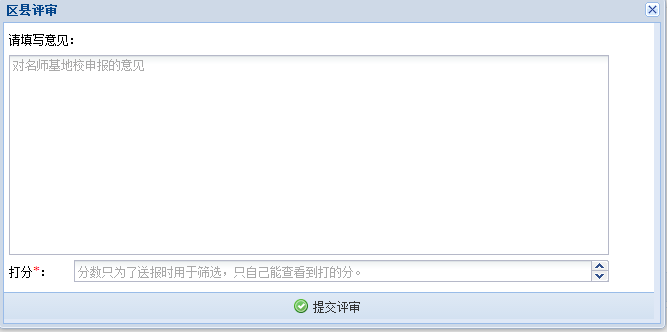 区县评审
请填写意见：
对名师基地校申报的意见
打分*： 分数只为了送报时用于筛选，只自己能查看到打的分。
提交评审